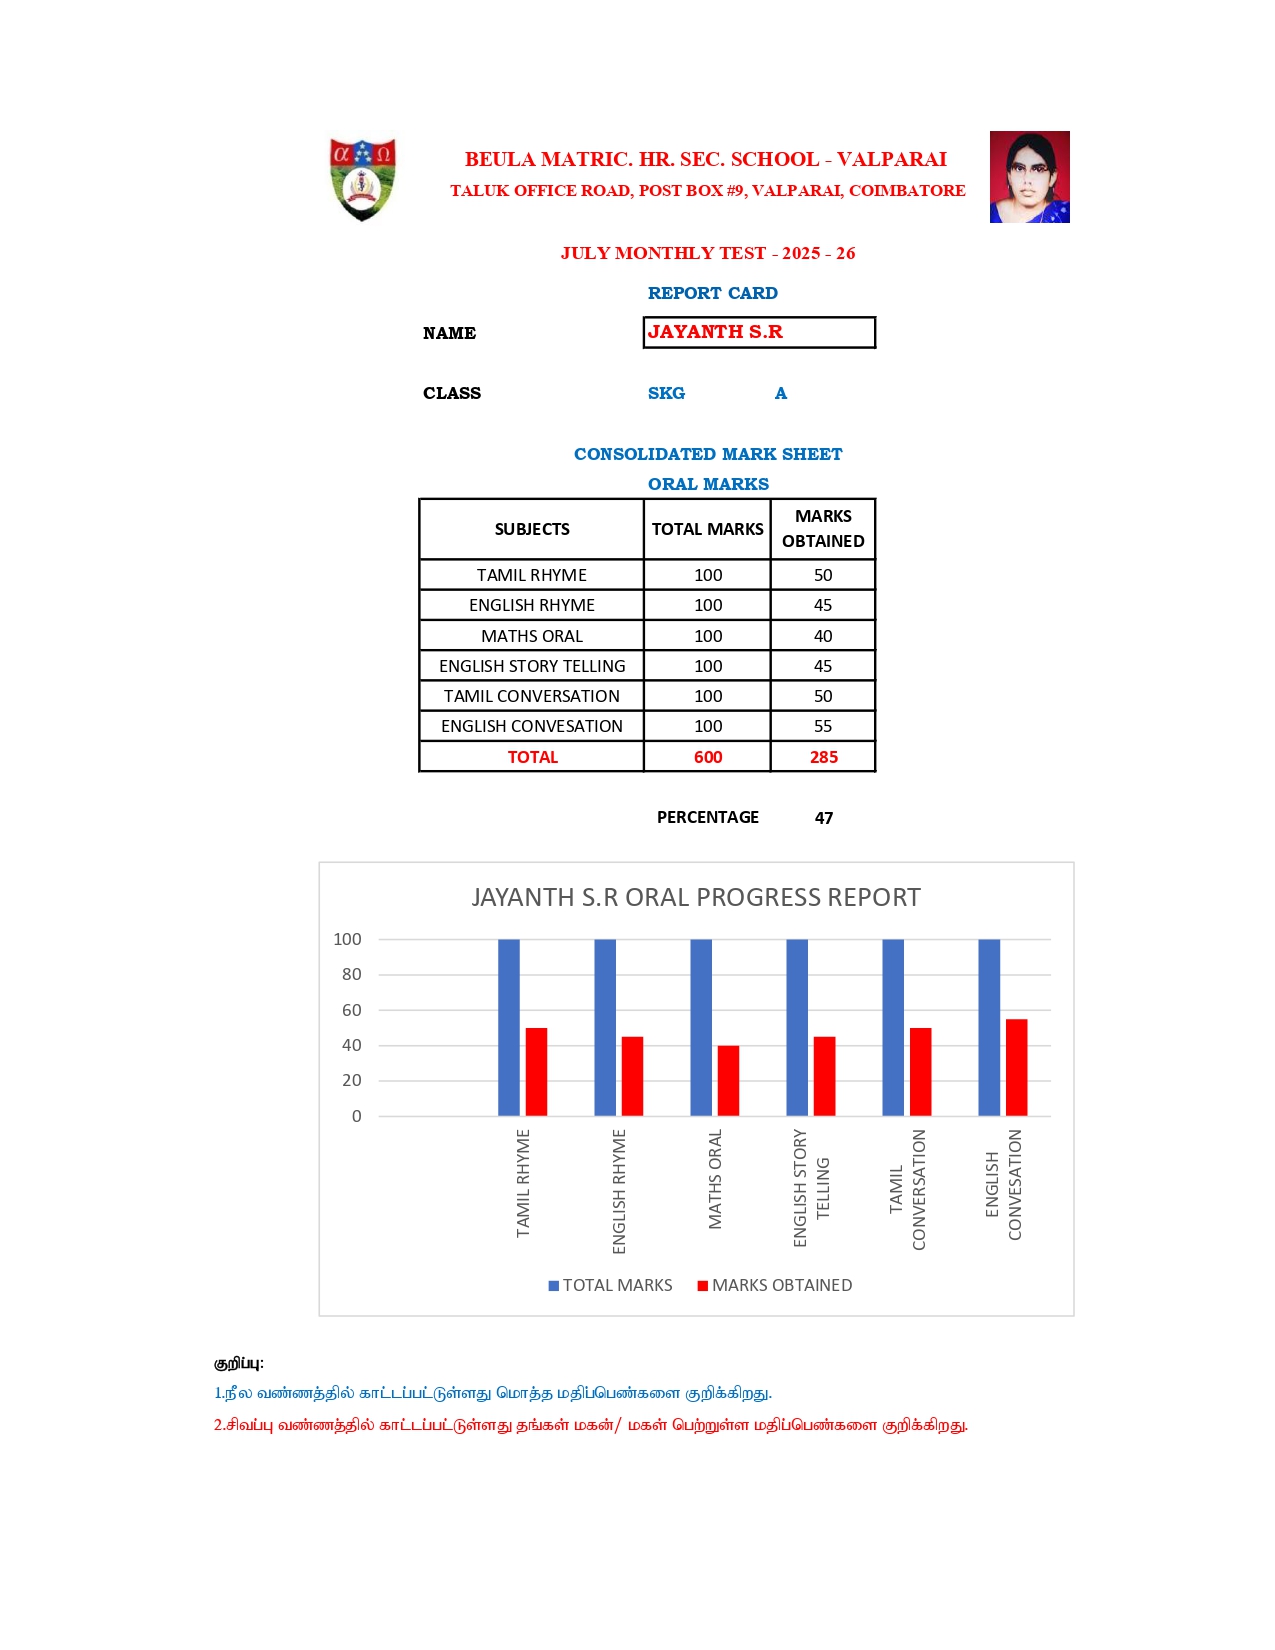 α Ω
BEULA MATRIC. HR. SEC. SCHOOL - VALPARAI
TALUK OFFICE ROAD, POST BOX #9, VALPARAI, COIMBATORE
JULY MONTHLY TEST - 2025 - 26
REPORT CARD
NAME JAYANTH S.R
CLASS SKG A
CONSOLIDATED MARK SHEET
ORAL MARKS
SUBJECTS TOTAL MARKS MARKS OBTAINED
TAMIL RHYME 100 50
ENGLISH RHYME 100 45
MATHS ORAL 100 40
ENGLISH STORY TELLING 100 45
TAMIL CONVERSATION 100 50
ENGLISH CONVESATION 100 55
TOTAL 600 285
PERCENTAGE 47
JAYANTH S.R ORAL PROGRESS REPORT
100
80
60
40
20
0
TAMIL RHYME
ENGLISH RHYME
MATHS ORAL
ENGLISH STORY TELLING
TAMIL CONVERSATION
ENGLISH CONVESATION
TOTAL MARKS MARKS OBTAINED
குறிப்பு:
1.நீல வண்ணத்தில் காட்டப்பட்டுள்ளது மொத்த மதிப்பெண்களை குறிக்கிறது.
2.சிவப்பு வண்ணத்தில் காட்டப்பட்டுள்ளது தங்கள் மகன்/ மகள் பெற்றுள்ள மதிப்பெண்களை குறிக்கிறது.